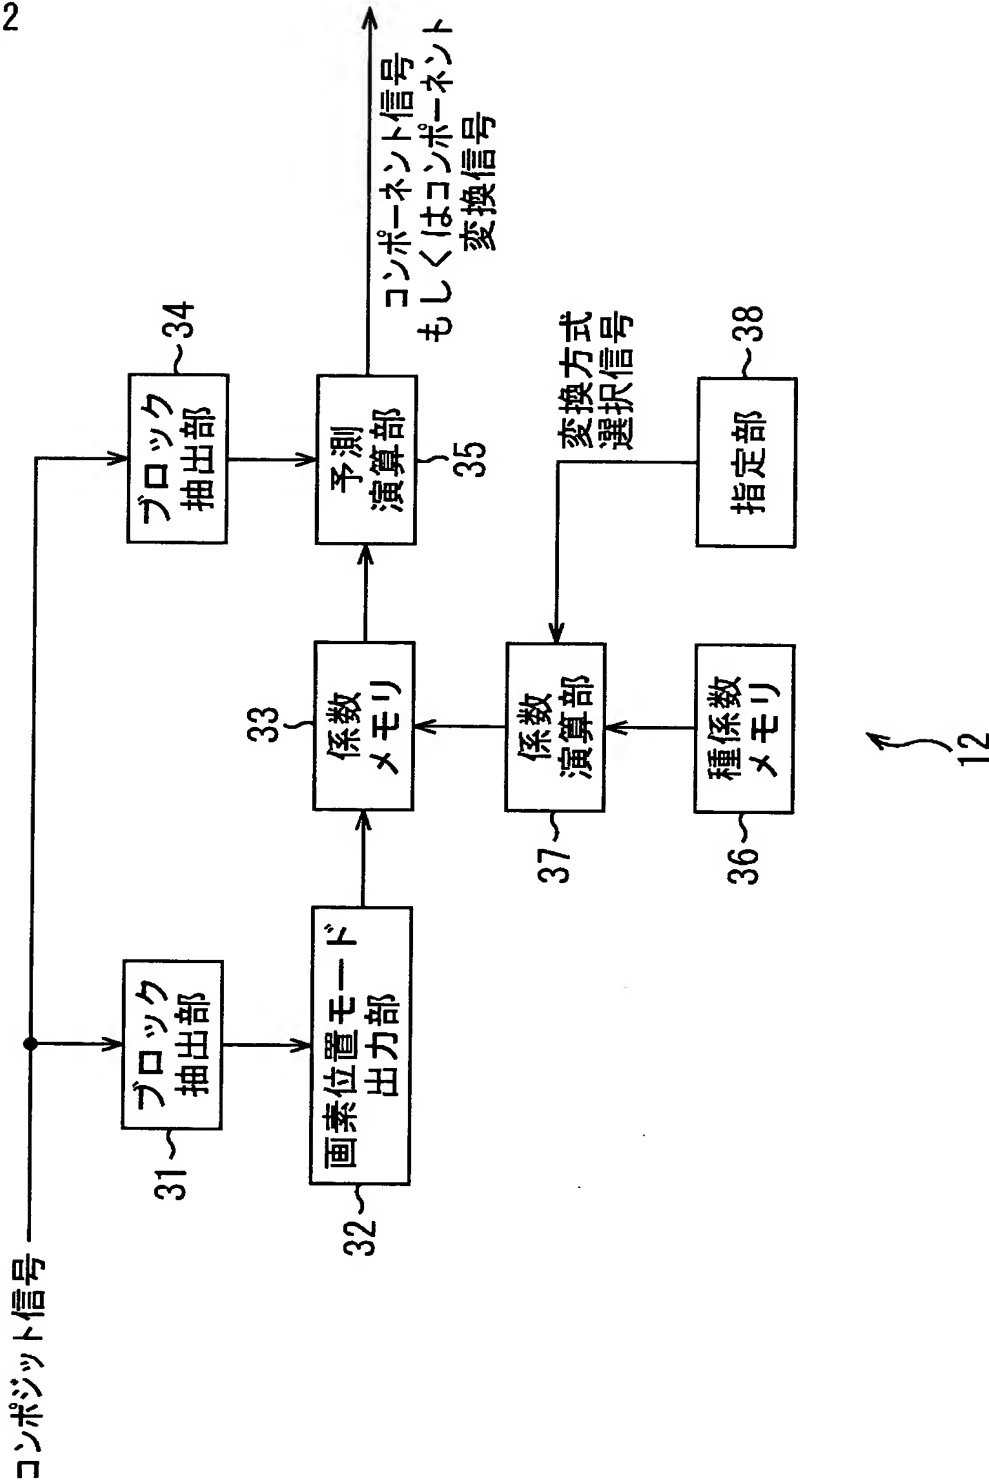 2
コンポジット信号
31
ブロック
抽出部
34
ブロック
抽出部
32
画素位置モード
出力部
33
係数
メモリ
予測
演算部
35
コンポーネント信号
もしくはコンポーネント
変換信号
37
係数
演算部
変換方式
選択信号
36
種係数
メモリ
指定部
38
12